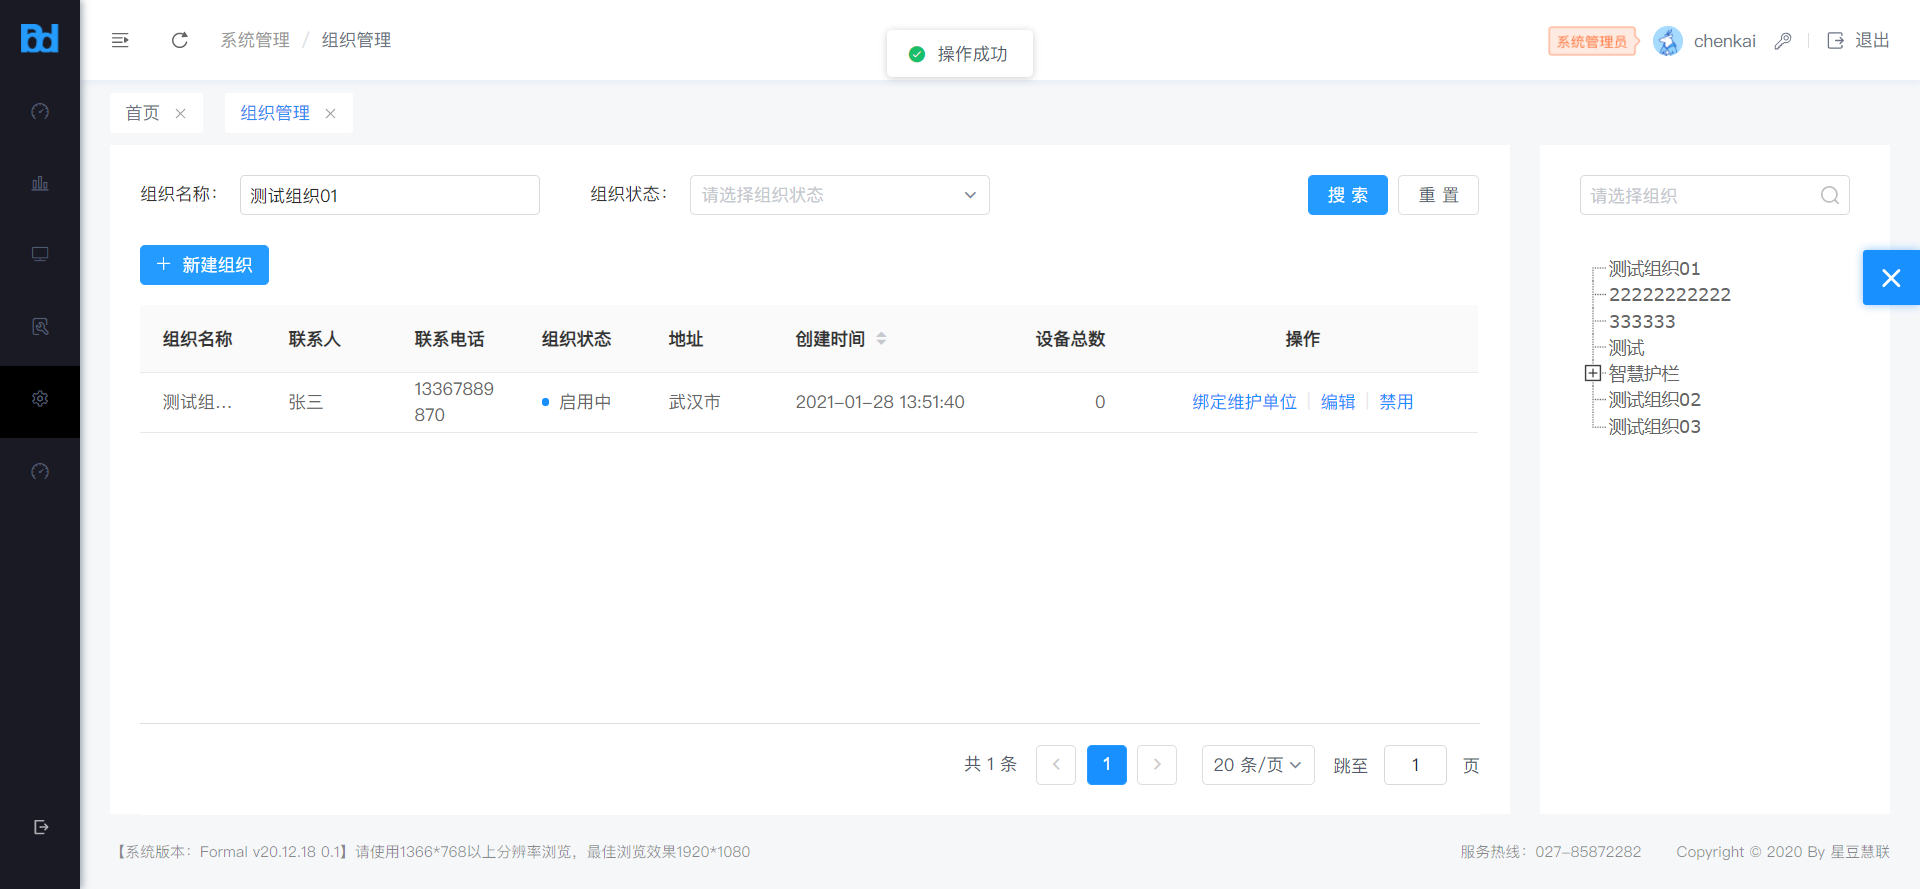 系统管理 / 组织管理
操作成功
系统管理员
chenkai
退出
首页
组织管理
组织名称：
测试组织01
组织状态：
请选择组织状态
搜 索
重 置
新建组织
组织名称 联系人 联系电话 组织状态 地址 创建时间 设备总数 操作
测试组... 张三 13367889
870 启用中 武汉市 2021-01-28 13:51:40 0 绑定维护单位 编辑 禁用
共 1 条
1
20 条/页
跳至 1 页
请选择组织
测试组织01
22222222222
333333
测试
智慧护栏
测试组织02
测试组织03
【系统版本：Formal v20.12.18 0.1】请使用1366*768以上分辨率浏览，最佳浏览效果1920*1080
服务热线：027-85872282
Copyright © 2020 By 星豆慧联